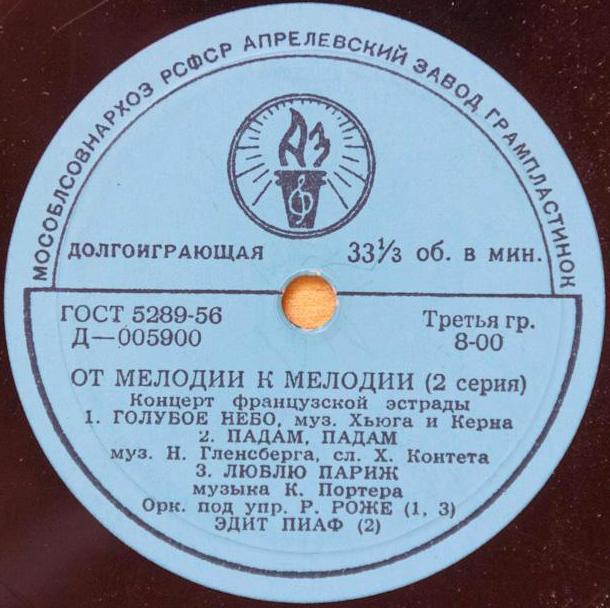 МОСОБЛСОВНАРХОЗ РСФСР АПРЕЛЕВСКИЙ ЗАВОД ГРАМПЛАСТИНОК
АЗ
ДОЛГОИГРАЮЩАЯ 33⅓ об. в мин.
ГОСТ 5289-56 Третья гр.
Д—005900 8-00
ОТ МЕЛОДИИ К МЕЛОДИИ (2 серия)
Концерт французской эстрады
1. ГОЛУБОЕ НЕБО, муз. Хьюга и Керна
2. ПАДАМ, ПАДАМ
муз. Н. Гленсберга, сл. Х. Контета
3. ЛЮБЛЮ ПАРИЖ
музыка К. Портера
Орк. под упр. Р. РОЖЕ (1, 3)
ЭДИТ ПИАФ (2)